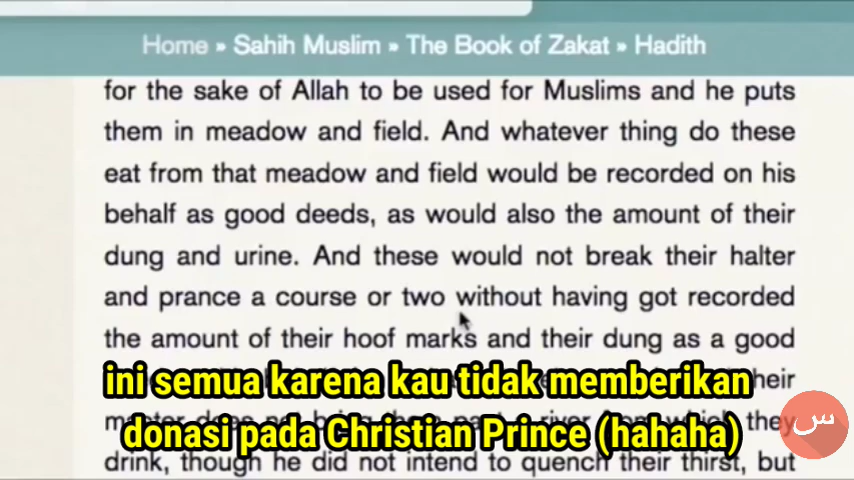 Home » Sahih Muslim » The Book of Zakat » Hadith
for the sake of Allah to be used for Muslims and he puts
them in meadow and field. And whatever thing do these
eat from that meadow and field would be recorded on his
behalf as good deeds, as would also the amount of their
dung and urine. And these would not break their halter
and prance a course or two without having got recorded
the amount of their hoof marks and their dung as a good
ini semua karena kau tidak memberikan
donasi pada Christian Prince (hahaha)
drink, though he did not intend to quench their thirst, but
س